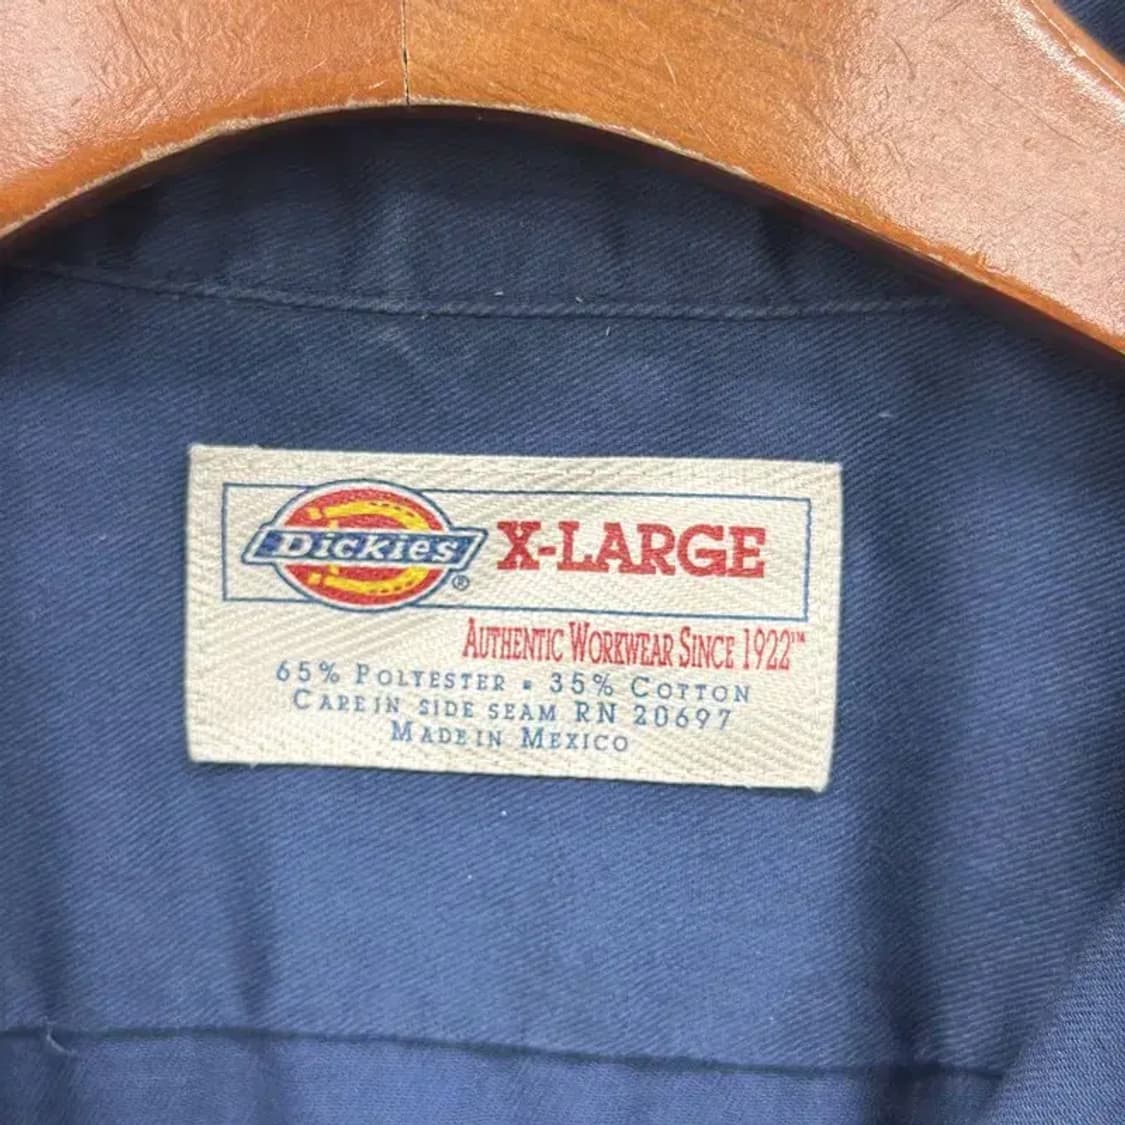 Dickies® X-LARGE
AUTHENTIC WORKWEAR SINCE 1922™
65% POLYESTER ▪ 35% COTTON
CARE IN SIDE SEAM RN 20697
MADE IN MEXICO